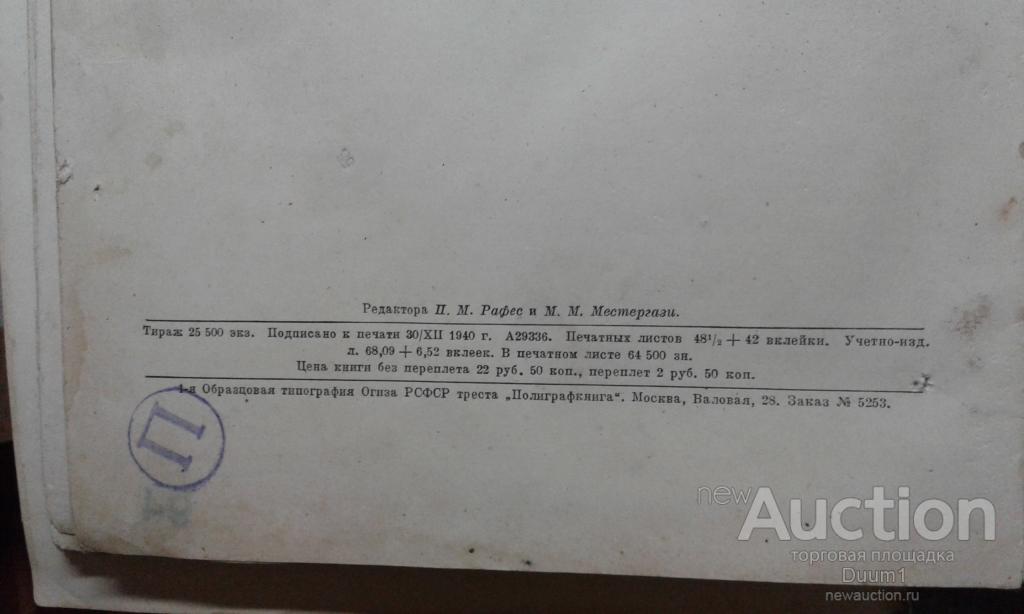 Редактора П. М. Рафес и М. М. Местергази.
Тираж 25 500 экз. Подписано к печати 30/XII 1940 г. А29336. Печатных листов 48¹/₂ + 42 вклейки. Учетно-изд.
л. 68,09 + 6,52 вклеек. В печатном листе 64 500 зн.
Цена книги без переплета 22 руб. 50 коп., переплет 2 руб. 50 коп.
1-я Образцовая типография Огиза РСФСР треста „Полиграфкнига“. Москва, Валовая, 28. Заказ № 5253.
П
newAuction
торговая площадка
Duum1
newauction.ru